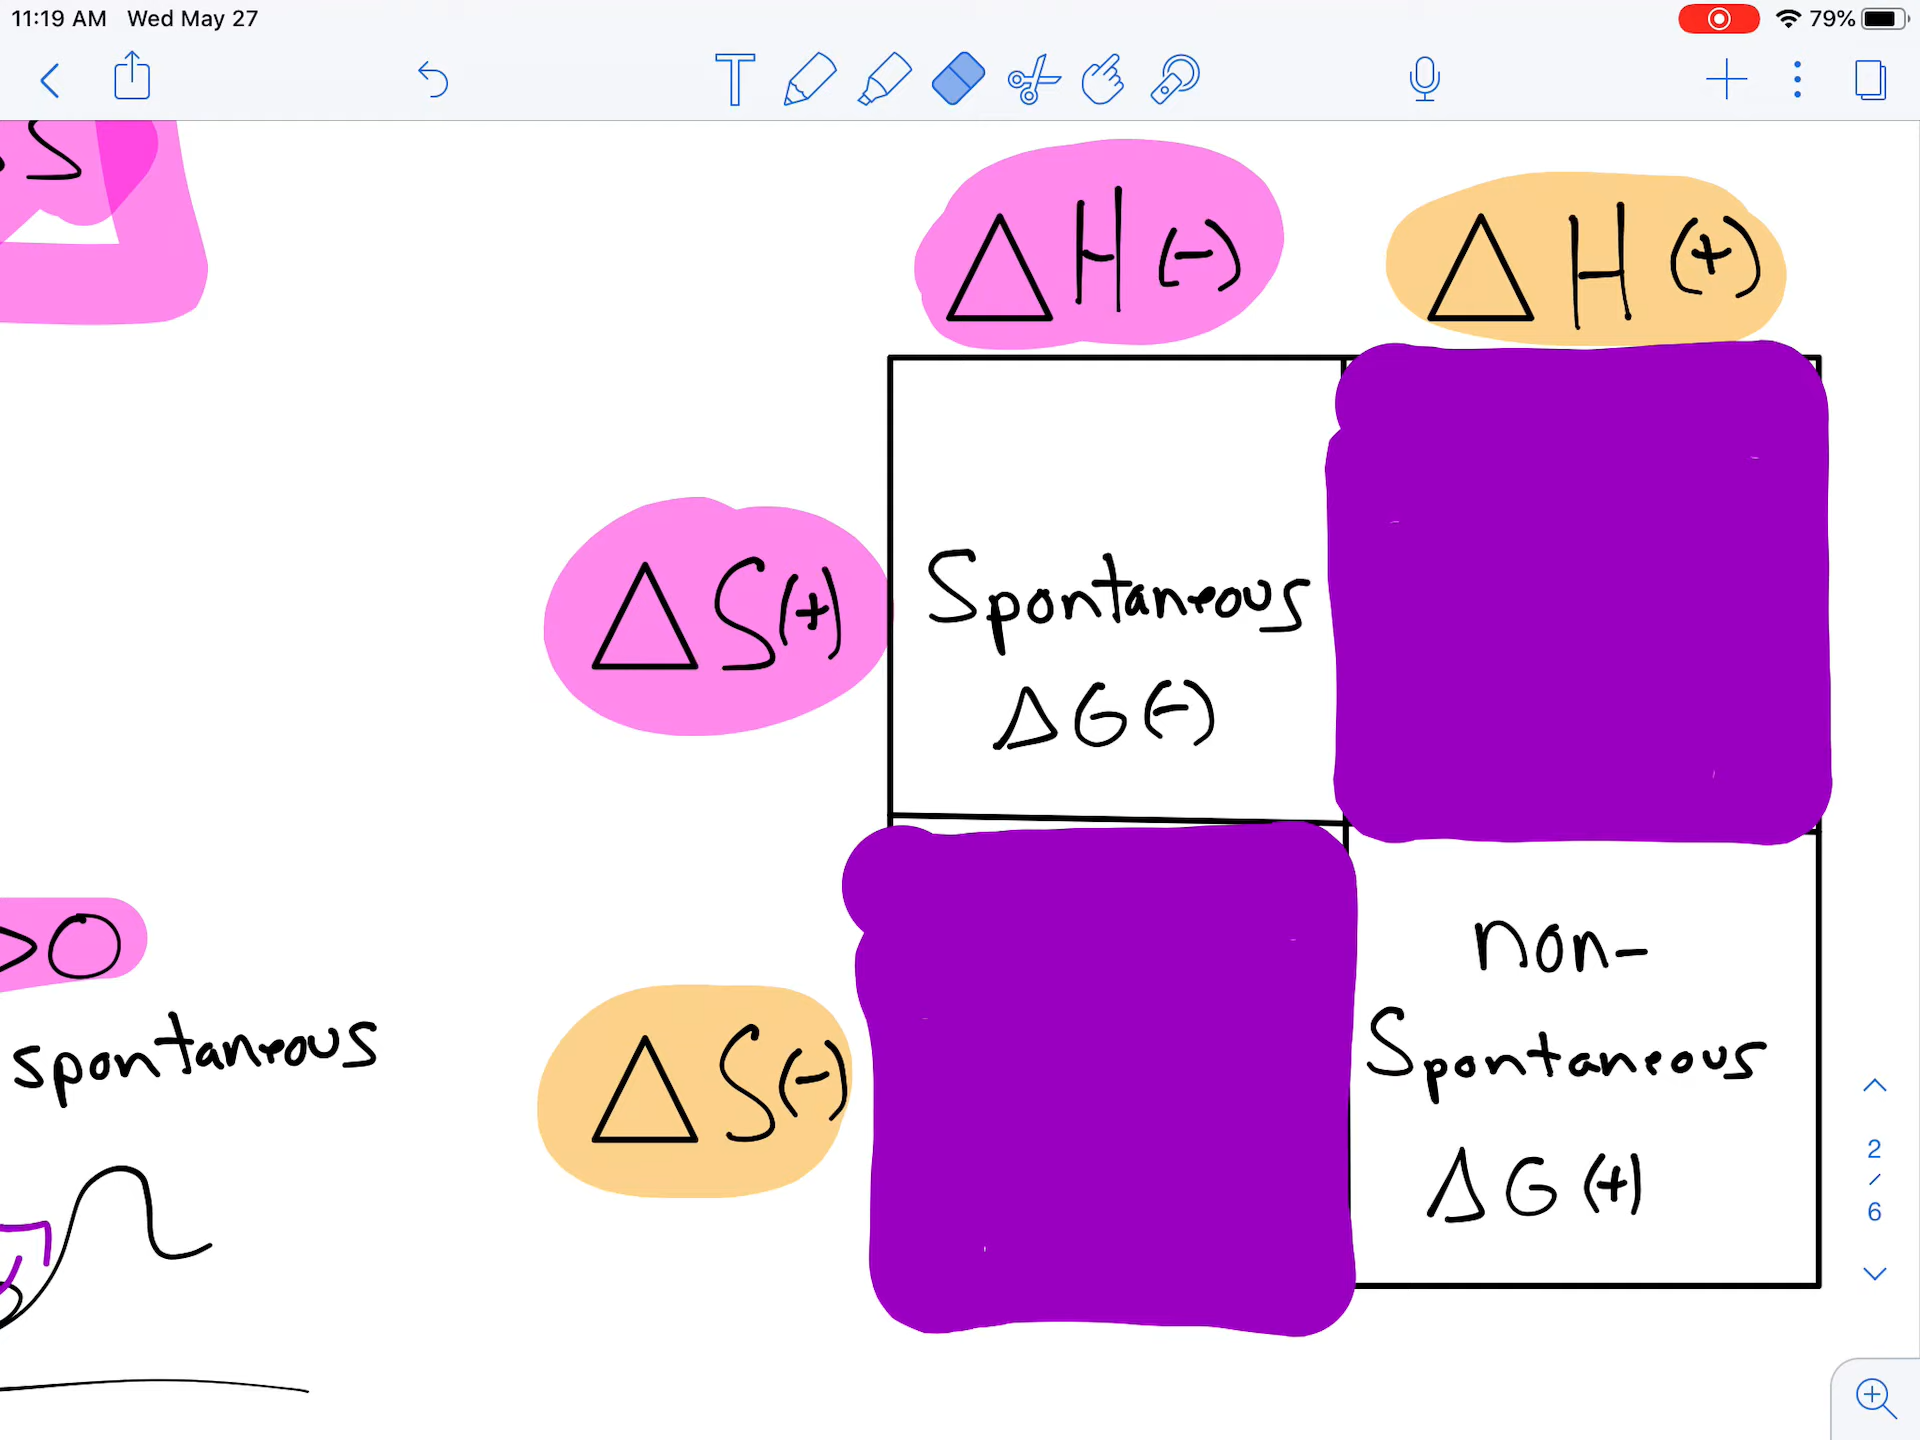 11:19 AM Wed May 27
79%
T
S
ΔH(-)
ΔH(+)
ΔS(+)
Spontaneous
ΔG(-)
>0
spontaneous
ΔS(-)
non-
Spontaneous
ΔG(+)
2
/
6